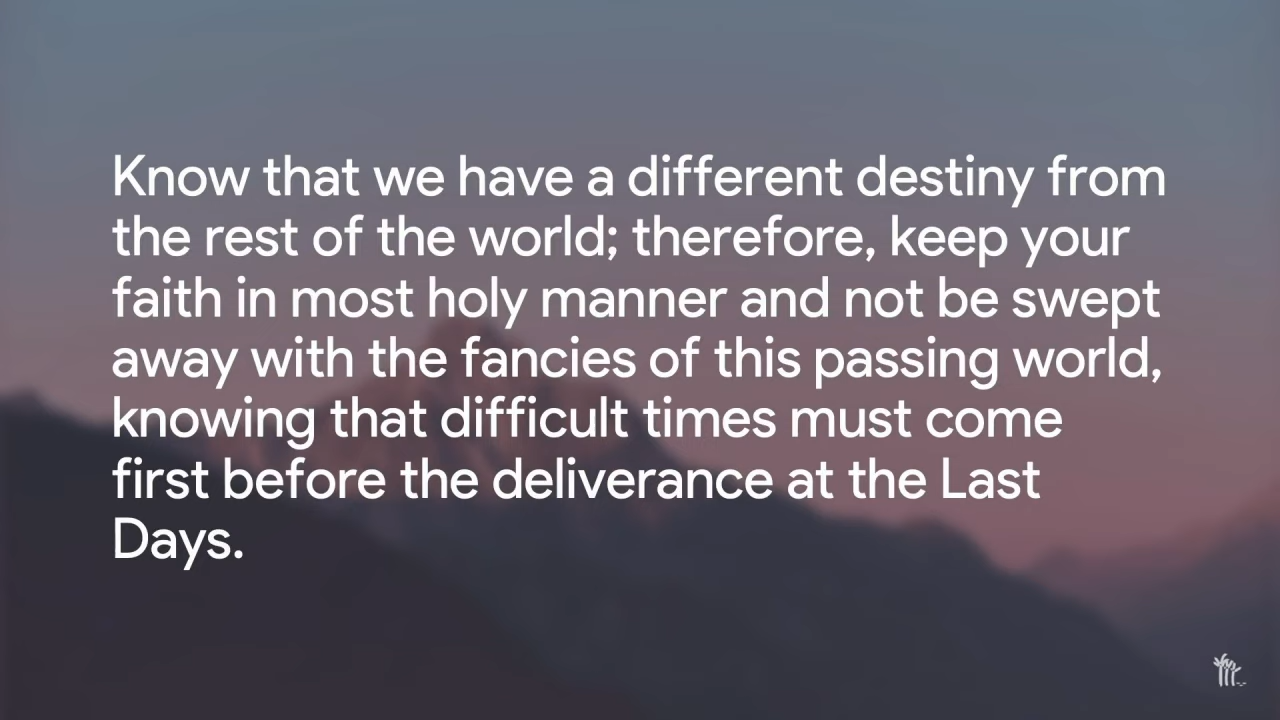 Know that we have a different destiny from
the rest of the world; therefore, keep your
faith in most holy manner and not be swept
away with the fancies of this passing world,
knowing that difficult times must come
first before the deliverance at the Last
Days.